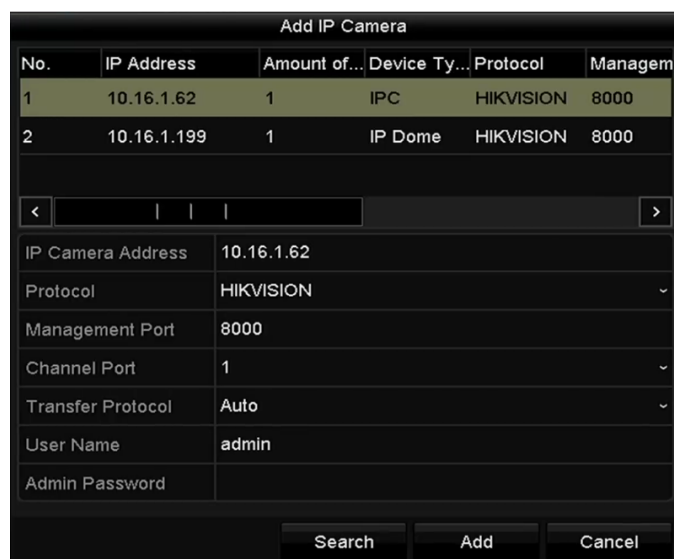 Add IP Camera
No. IP Address Amount of... Device Ty... Protocol Managem
1 10.16.1.62 1 IPC HIKVISION 8000
2 10.16.1.199 1 IP Dome HIKVISION 8000
IP Camera Address 10.16.1.62
Protocol HIKVISION
Management Port 8000
Channel Port 1
Transfer Protocol Auto
User Name admin
Admin Password
Search Add Cancel